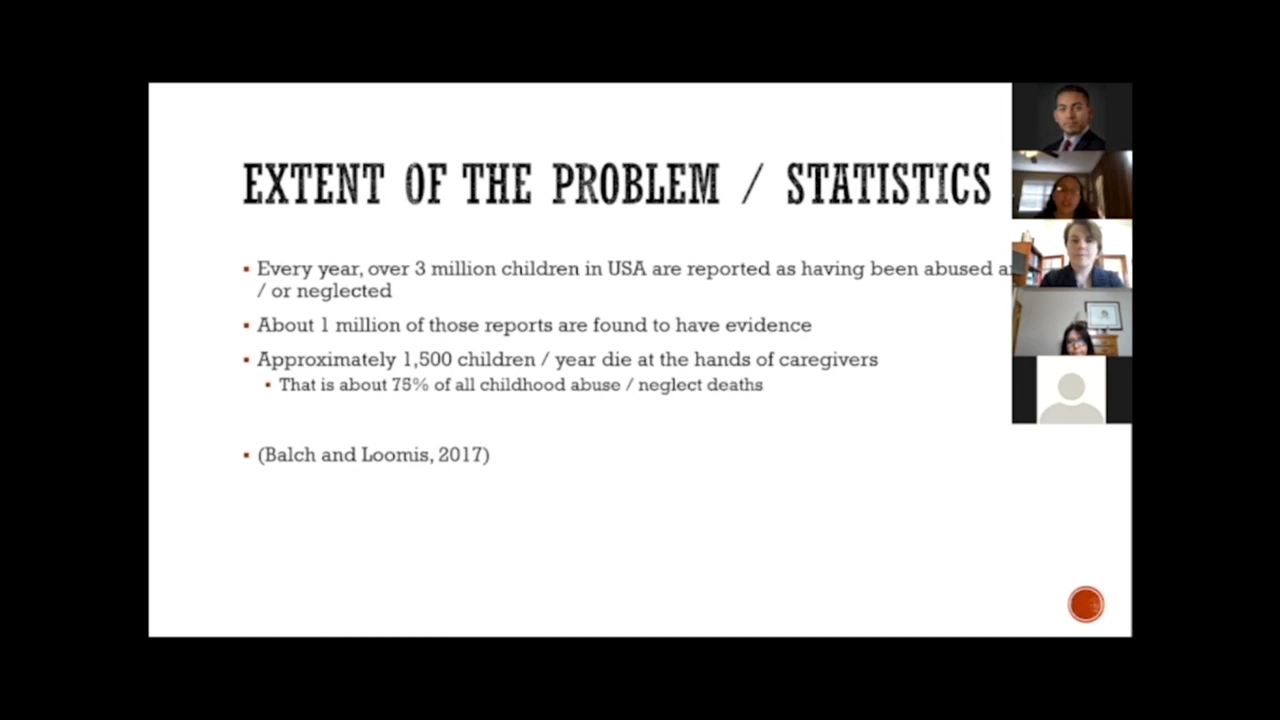 EXTENT OF THE PROBLEM / STATISTICS
▪ Every year, over 3 million children in USA are reported as having been abused
/ or neglected
▪ About 1 million of those reports are found to have evidence
▪ Approximately 1,500 children / year die at the hands of caregivers
▪ That is about 75% of all childhood abuse / neglect deaths
▪ (Balch and Loomis, 2017)